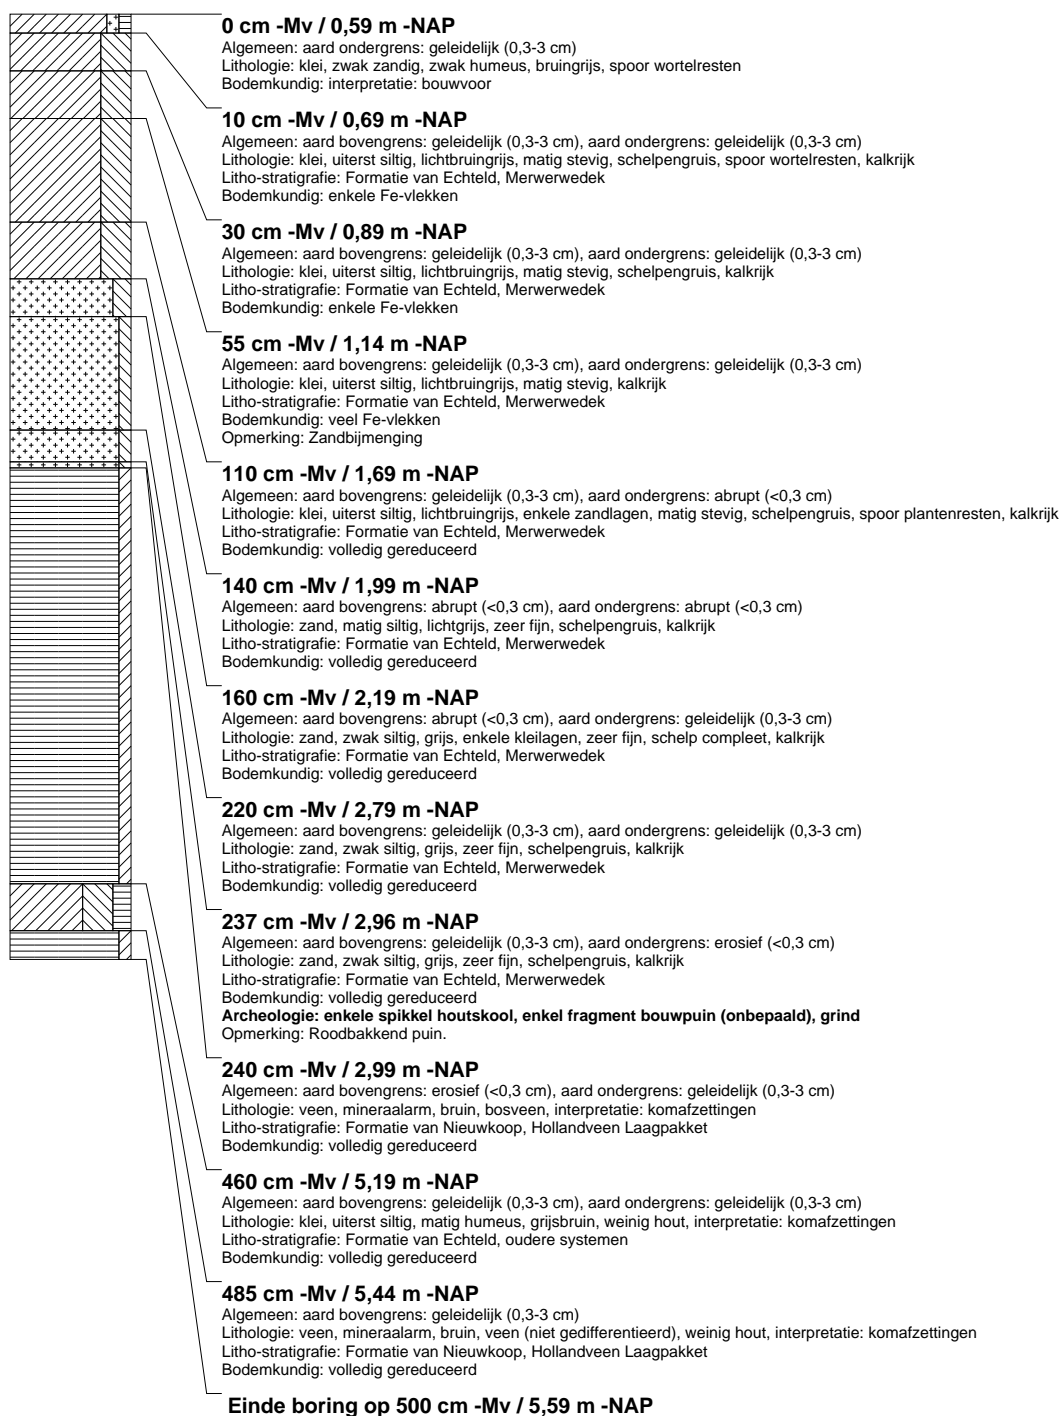 0 cm -Mv / 0,59 m -NAP
Algemeen: aard ondergrens: geleidelijk (0,3-3 cm)
Lithologie: klei, zwak zandig, zwak humeus, bruingrijs, spoor wortelresten
Bodemkundig: interpretatie: bouwvoor
10 cm -Mv / 0,69 m -NAP
Algemeen: aard bovengrens: geleidelijk (0,3-3 cm), aard ondergrens: geleidelijk (0,3-3 cm)
Lithologie: klei, uiterst siltig, lichtbruingrijs, matig stevig, schelpengruis, spoor wortelresten, kalkrijk
Litho-stratigrafie: Formatie van Echteld, Merwerwedek
Bodemkundig: enkele Fe-vlekken
30 cm -Mv / 0,89 m -NAP
Algemeen: aard bovengrens: geleidelijk (0,3-3 cm), aard ondergrens: geleidelijk (0,3-3 cm)
Lithologie: klei, uiterst siltig, lichtbruingrijs, matig stevig, schelpengruis, kalkrijk
Litho-stratigrafie: Formatie van Echteld, Merwerwedek
Bodemkundig: enkele Fe-vlekken
55 cm -Mv / 1,14 m -NAP
Algemeen: aard bovengrens: geleidelijk (0,3-3 cm), aard ondergrens: geleidelijk (0,3-3 cm)
Lithologie: klei, uiterst siltig, lichtbruingrijs, matig stevig, kalkrijk
Litho-stratigrafie: Formatie van Echteld, Merwerwedek
Bodemkundig: veel Fe-vlekken
Opmerking: Zandbijmenging
110 cm -Mv / 1,69 m -NAP
Algemeen: aard bovengrens: geleidelijk (0,3-3 cm), aard ondergrens: abrupt (<0,3 cm)
Lithologie: klei, uiterst siltig, lichtbruingrijs, enkele zandlagen, matig stevig, schelpengruis, spoor plantenresten, kalkrijk
Litho-stratigrafie: Formatie van Echteld, Merwerwedek
Bodemkundig: volledig gereduceerd
140 cm -Mv / 1,99 m -NAP
Algemeen: aard bovengrens: abrupt (<0,3 cm), aard ondergrens: abrupt (<0,3 cm)
Lithologie: zand, matig siltig, lichtgrijs, zeer fijn, schelpengruis, kalkrijk
Litho-stratigrafie: Formatie van Echteld, Merwerwedek
Bodemkundig: volledig gereduceerd
160 cm -Mv / 2,19 m -NAP
Algemeen: aard bovengrens: abrupt (<0,3 cm), aard ondergrens: geleidelijk (0,3-3 cm)
Lithologie: zand, zwak siltig, grijs, enkele kleilagen, zeer fijn, schelp compleet, kalkrijk
Litho-stratigrafie: Formatie van Echteld, Merwerwedek
Bodemkundig: volledig gereduceerd
220 cm -Mv / 2,79 m -NAP
Algemeen: aard bovengrens: geleidelijk (0,3-3 cm), aard ondergrens: geleidelijk (0,3-3 cm)
Lithologie: zand, zwak siltig, grijs, zeer fijn, schelpengruis, kalkrijk
Litho-stratigrafie: Formatie van Echteld, Merwerwedek
Bodemkundig: volledig gereduceerd
237 cm -Mv / 2,96 m -NAP
Algemeen: aard bovengrens: geleidelijk (0,3-3 cm), aard ondergrens: erosief (<0,3 cm)
Lithologie: zand, zwak siltig, grijs, zeer fijn, schelpengruis, kalkrijk
Litho-stratigrafie: Formatie van Echteld, Merwerwedek
Bodemkundig: volledig gereduceerd
Archeologie: enkele spikkel houtskool, enkel fragment bouwpuin (onbepaald), grind
Opmerking: Roodbakkend puin.
240 cm -Mv / 2,99 m -NAP
Algemeen: aard bovengrens: erosief (<0,3 cm), aard ondergrens: geleidelijk (0,3-3 cm)
Lithologie: veen, mineraalarm, bruin, bosveen, interpretatie: komafzettingen
Litho-stratigrafie: Formatie van Nieuwkoop, Hollandveen Laagpakket
Bodemkundig: volledig gereduceerd
460 cm -Mv / 5,19 m -NAP
Algemeen: aard bovengrens: geleidelijk (0,3-3 cm), aard ondergrens: geleidelijk (0,3-3 cm)
Lithologie: klei, uiterst siltig, matig humeus, grijsbruin, weinig hout, interpretatie: komafzettingen
Litho-stratigrafie: Formatie van Echteld, oudere systemen
Bodemkundig: volledig gereduceerd
485 cm -Mv / 5,44 m -NAP
Algemeen: aard bovengrens: geleidelijk (0,3-3 cm)
Lithologie: veen, mineraalarm, bruin, veen (niet gedifferentieerd), weinig hout, interpretatie: komafzettingen
Litho-stratigrafie: Formatie van Nieuwkoop, Hollandveen Laagpakket
Bodemkundig: volledig gereduceerd
Einde boring op 500 cm -Mv / 5,59 m -NAP